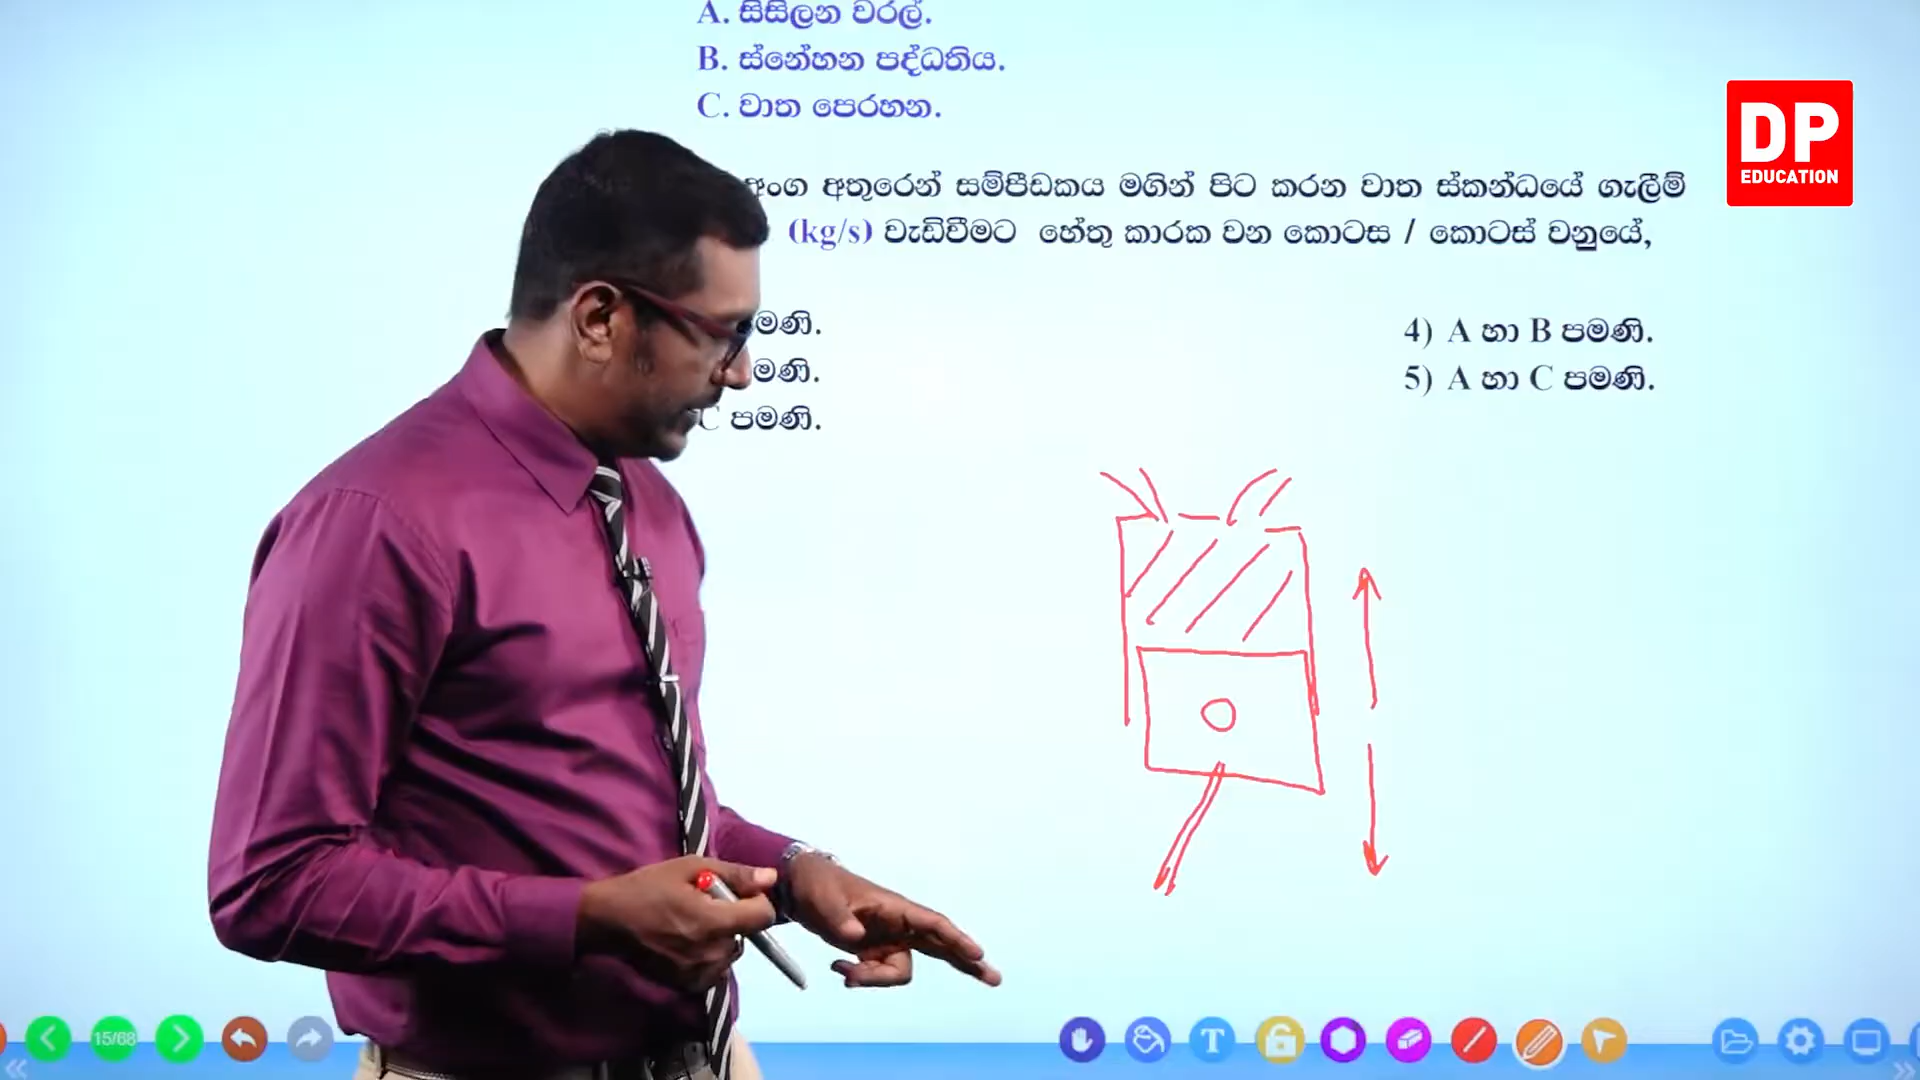 A. සිසිලන වරල්.
B. ස්නේහන පද්ධතිය.
C. වාත පෙරහන.
DP
EDUCATION
අංග අතුරෙන් සම්පීඩකය මගින් පිට කරන වාත ස්කන්ධයේ ගැලීම්
(kg/s) වැඩිවීමට හේතු කාරක වන කොටස / කොටස් වනුයේ,
මණි.
මණි.
C පමණි.
4) A හා B පමණි.
5) A හා C පමණි.
15/68
T